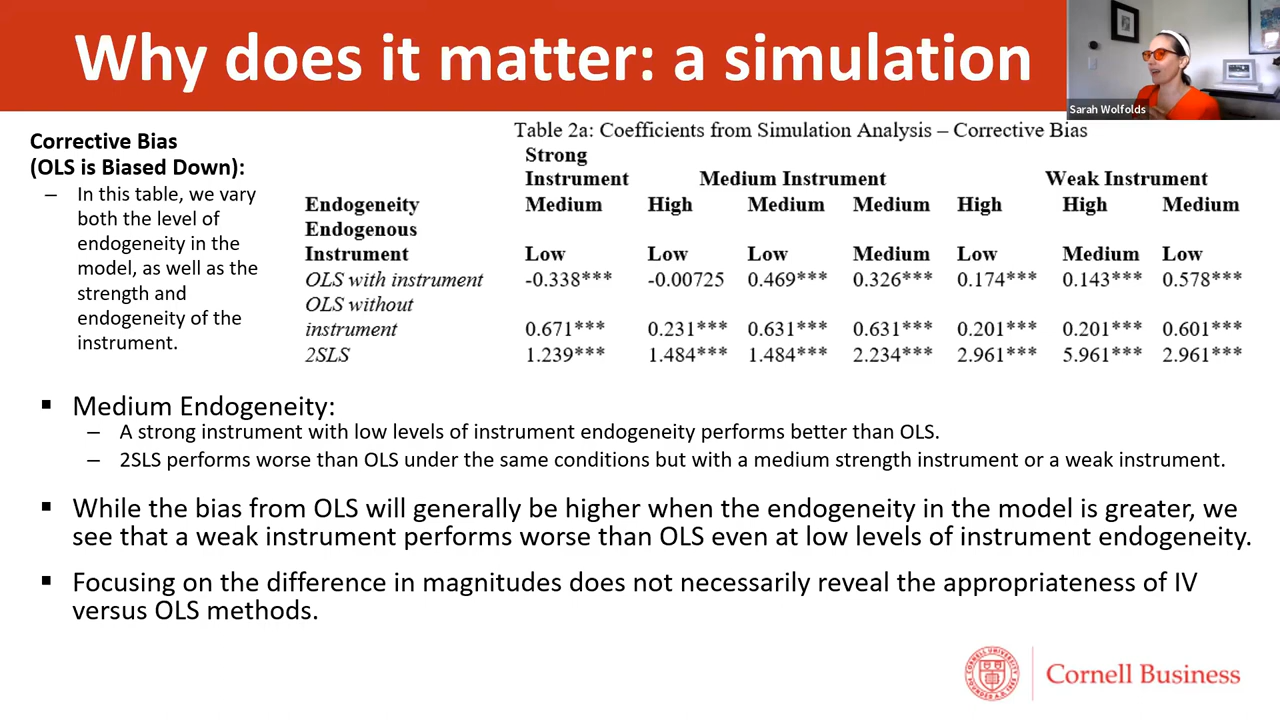 Why does it matter: a simulation
Sarah Wolfolds
Corrective Bias
(OLS is Biased Down):
– In this table, we vary
both the level of
endogeneity in the
model, as well as the
strength and
endogeneity of the
instrument.
Table 2a: Coefficients from Simulation Analysis – Corrective Bias
Strong
Instrument Medium Instrument Weak Instrument
Endogeneity Medium High Medium Medium High High Medium
Endogenous
Instrument Low Low Low Medium Low Medium Low
OLS with instrument -0.338*** -0.00725 0.469*** 0.326*** 0.174*** 0.143*** 0.578***
OLS without
instrument 0.671*** 0.231*** 0.631*** 0.631*** 0.201*** 0.201*** 0.601***
2SLS 1.239*** 1.484*** 1.484*** 2.234*** 2.961*** 5.961*** 2.961***
▪ Medium Endogeneity:
– A strong instrument with low levels of instrument endogeneity performs better than OLS.
– 2SLS performs worse than OLS under the same conditions but with a medium strength instrument or a weak instrument.
▪ While the bias from OLS will generally be higher when the endogeneity in the model is greater, we
see that a weak instrument performs worse than OLS even at low levels of instrument endogeneity.
▪ Focusing on the difference in magnitudes does not necessarily reveal the appropriateness of IV
versus OLS methods.
Cornell Business